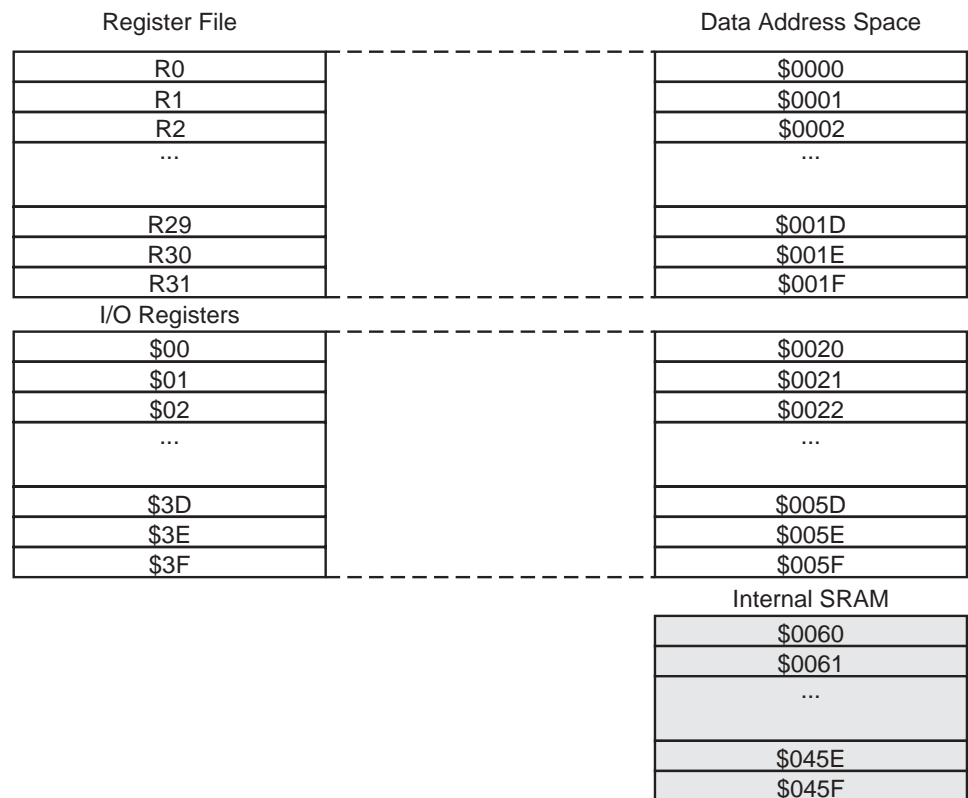 Register File
Data Address Space
R0
$0000
R1
$0001
R2
$0002
...
...
R29
$001D
R30
$001E
R31
$001F
I/O Registers
$00
$0020
$01
$0021
$02
$0022
...
...
$3D
$005D
$3E
$005E
$3F
$005F
Internal SRAM
$0060
$0061
...
$045E
$045F